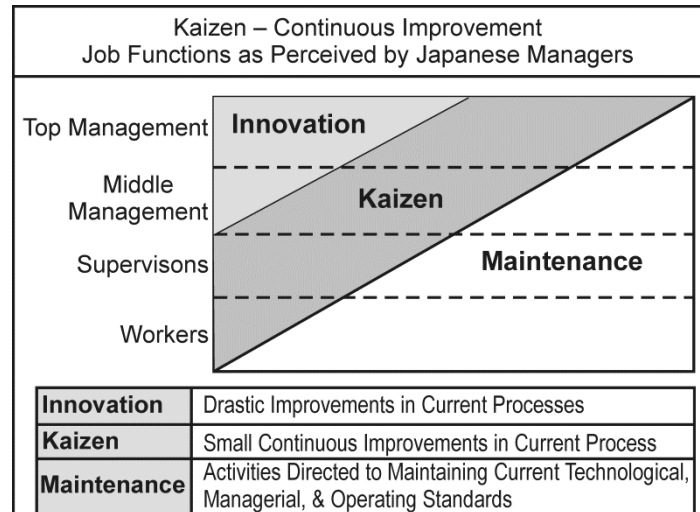 Kaizen – Continuous Improvement
Job Functions as Perceived by Japanese Managers
Top Management
Innovation
Middle
Management
Kaizen
Supervisons
Maintenance
Workers
Innovation Drastic Improvements in Current Processes
Kaizen Small Continuous Improvements in Current Process
Maintenance Activities Directed to Maintaining Current Technological,
Managerial, & Operating Standards